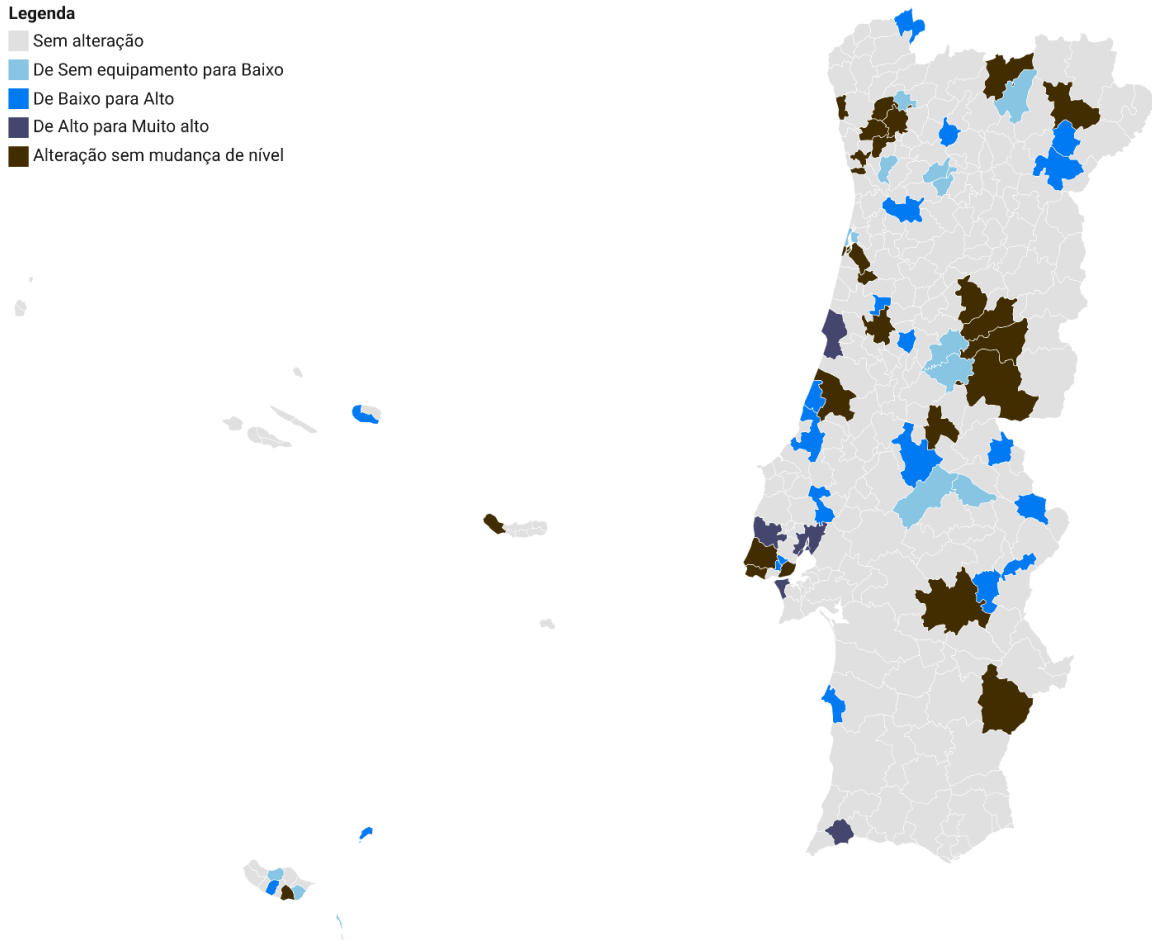 Legenda
Sem alteração
De Sem equipamento para Baixo
De Baixo para Alto
De Alto para Muito alto
Alteração sem mudança de nível